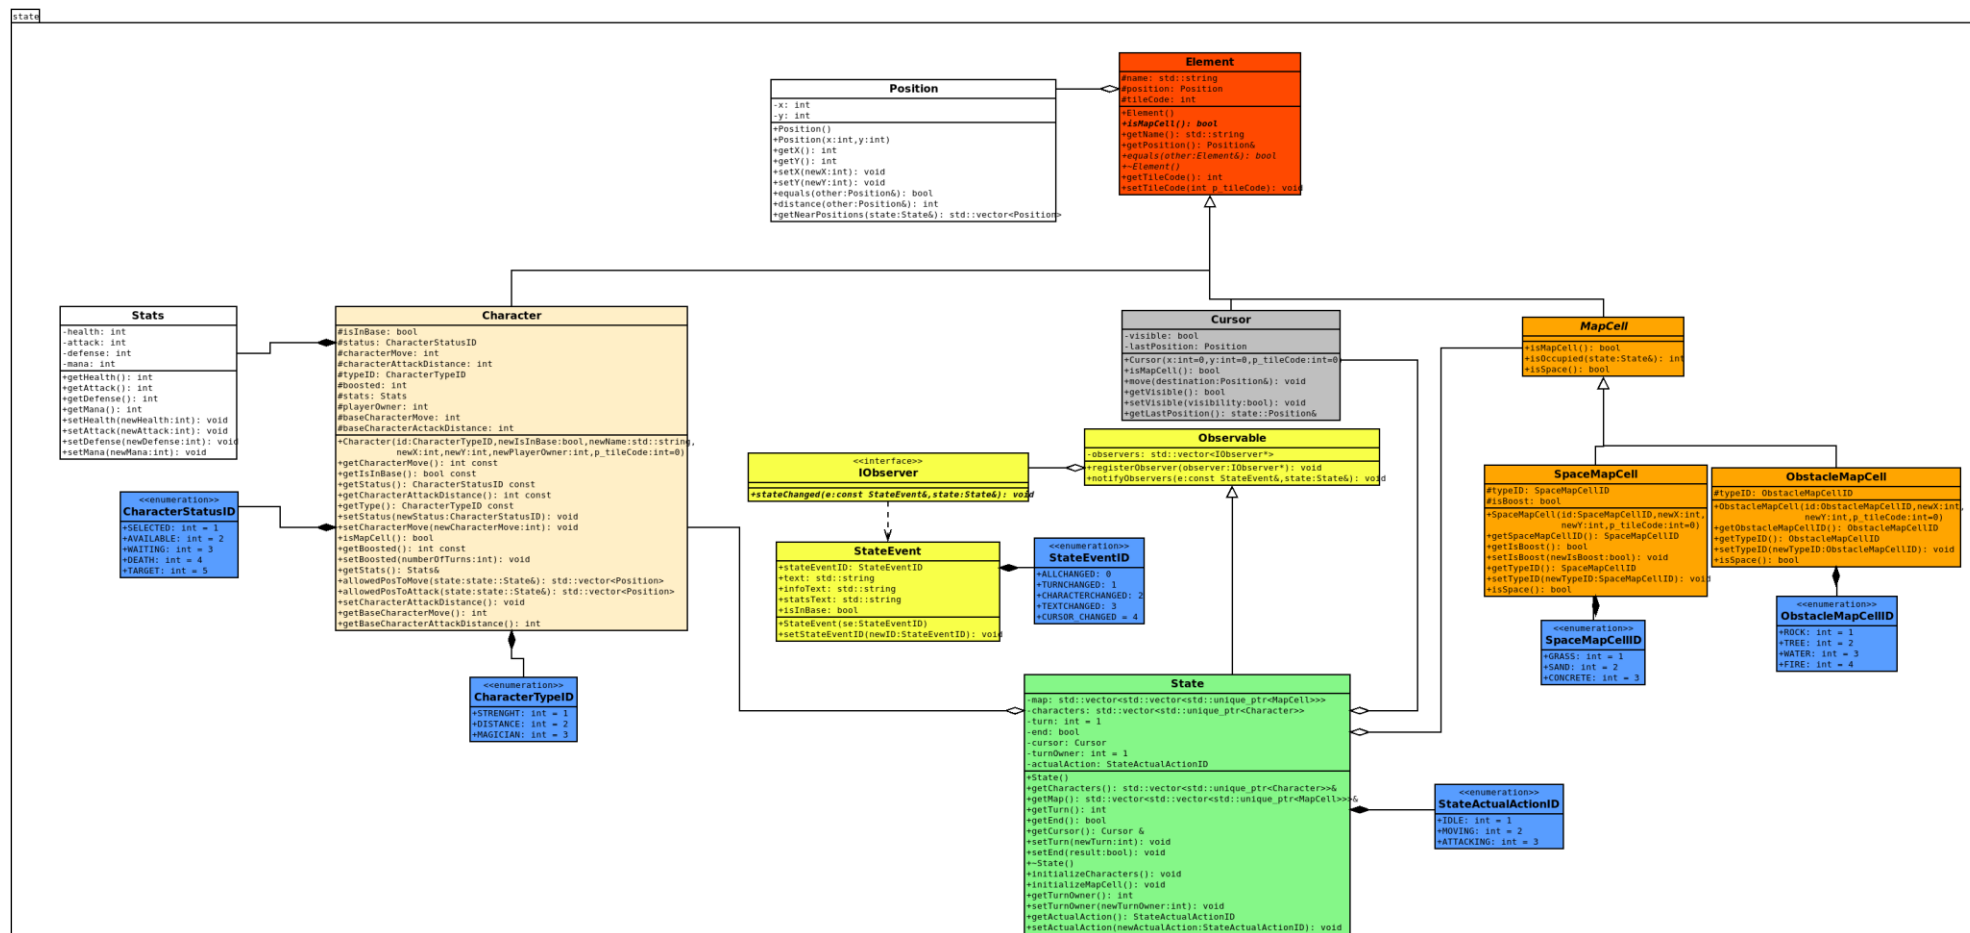 state
Element
#name: std::string
#position: Position
#tileCode: int
+Element()
+isMapCell(): bool
+getName(): std::string
+getPosition(): Position&
+equals(other:Element&): bool
+~Element()
+getTileCode(): int
+setTileCode(int p_tileCode): void
Position
-x: int
-y: int
+Position()
+Position(x:int,y:int)
+getX(): int
+getY(): int
+setX(newX:int): void
+setY(newY:int): void
+equals(other:Position&): bool
+distance(other:Position&): int
+getNearPositions(state:State&): std::vector<Position>
Stats
-health: int
-attack: int
-defense: int
-mana: int
+getHealth(): int
+getAttack(): int
+getDefense(): int
+getMana(): int
+setHealth(newHealth:int): void
+setAttack(newAttack:int): void
+setDefense(newDefense:int): void
+setMana(newMana:int): void
Character
#isInBase: bool
#status: CharacterStatusID
#characterMove: int
#characterAttackDistance: int
#typeID: CharacterTypeID
#boosted: int
#stats: Stats
#playerOwner: int
#baseCharacterMove: int
#baseCharacterActackDistance: int
+Character(id:CharacterTypeID,newIsInBase:bool,newName:std::string,
newX:int,newY:int,newPlayerOwner:int,p_tileCode:int=0)
+getCharacterMove(): int const
+getIsInBase(): bool const
+getStatus(): CharacterStatusID const
+getCharacterAttackDistance(): int const
+getType(): CharacterTypeID const
+setStatus(newStatus:CharacterStatusID): void
+setCharacterMove(newCharacterMove:int): void
+isMapCell(): bool
+getBoosted(): int const
+setBoosted(numberOfTurns:int): void
+getStats(): Stats&
+allowedPosToMove(state:state::State&): std::vector<Position>
+allowedPosToAttack(state:state::State&): std::vector<Position>
+setCharacterAttackDistance(): void
+getBaseCharacterMove(): int
+getBaseCharacterAttackDistance(): int
Cursor
-visible: bool
-lastPosition: Position
+Cursor(x:int=0,y:int=0,p_tileCode:int=0)
+isMapCell(): bool
+move(destination:Position&): void
+getVisible(): bool
+setVisible(visibility:bool): void
+getLastPosition(): state::Position&
MapCell
+isMapCell(): bool
+isOccupied(state:State&): int
+isSpace(): bool
Observable
-observers: std::vector<IObserver*>
+registerObserver(observer:IObserver*): void
+notifyObservers(e:const StateEvent&,state:State&): void
<<interface>>
IObserver
+stateChanged(e:const StateEvent&,state:State&): void
SpaceMapCell
#typeID: SpaceMapCellID
#isBoost: bool
+SpaceMapCell(id:SpaceMapCellID,newX:int,
newY:int,p_tileCode:int=0)
+getSpaceMapCellID(): SpaceMapCellID
+getIsBoost(): bool
+setIsBoost(newIsBoost:bool): void
+getTypeID(): SpaceMapCellID
+setTypeID(newTypeID:SpaceMapCellID): void
+isSpace(): bool
ObstacleMapCell
#typeID: ObstacleMapCellID
+ObstacleMapCell(id:ObstacleMapCellID,newX:int,
newY:int,p_tileCode:int=0)
+getObstacleMapCellID(): ObstacleMapCellID
+getTypeID(): ObstacleMapCellID
+setTypeID(newTypeID:ObstacleMapCellID): void
+isSpace(): bool
<<enumeration>>
CharacterStatusID
+SELECTED: int = 1
+AVAILABLE: int = 2
+WAITING: int = 3
+DEATH: int = 4
+TARGET: int = 5
StateEvent
+stateEventID: StateEventID
+text: std::string
+infoText: std::string
+statsText: std::string
+isInBase: bool
+StateEvent(se:StateEventID)
+setStateEventID(newID:StateEventID): void
<<enumeration>>
StateEventID
+ALLCHANGED: 0
+TURNCHANGED: 1
+CHARACTERCHANGED: 2
+TEXTCHANGED: 3
+CURSOR_CHANGED = 4
<<enumeration>>
SpaceMapCellID
+GRASS: int = 1
+SAND: int = 2
+CONCRETE: int = 3
<<enumeration>>
ObstacleMapCellID
+ROCK: int = 1
+TREE: int = 2
+WATER: int = 3
+FIRE: int = 4
<<enumeration>>
CharacterTypeID
+STRENGHT: int = 1
+DISTANCE: int = 2
+MAGICIAN: int = 3
State
-map: std::vector<std::vector<std::unique_ptr<MapCell>>>
-characters: std::vector<std::unique_ptr<Character>>
-turn: int = 1
-end: bool
-cursor: Cursor
-turnOwner: int = 1
-actualAction: StateActualActionID
+State()
+getCharacters(): std::vector<std::unique_ptr<Character>>&
+getMap(): std::vector<std::vector<std::unique_ptr<MapCell>>>&
+getTurn(): int
+getEnd(): bool
+getCursor(): Cursor &
+setTurn(newTurn:int): void
+setEnd(result:bool): void
+~State()
+initializeCharacters(): void
+initializeMapCell(): void
+getTurnOwner(): int
+setTurnOwner(newTurnOwner:int): void
+getActualAction(): StateActualActionID
+setActualAction(newActualAction:StateActualActionID): void
<<enumeration>>
StateActualActionID
+IDLE: int = 1
+MOVING: int = 2
+ATTACKING: int = 3